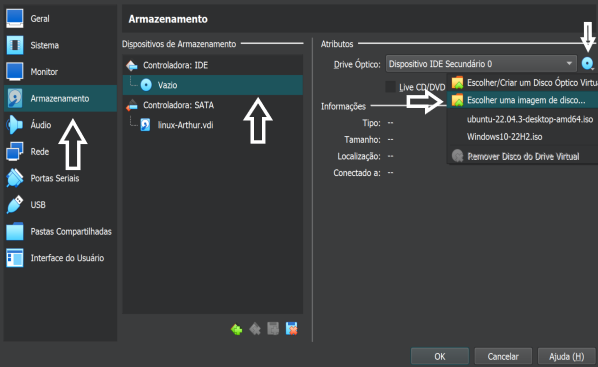 Geral
Sistema
Monitor
Armazenamento
Áudio
Rede
Portas Seriais
USB
Pastas Compartilhadas
Interface do Usuário
Armazenamento
Dispositivos de Armazenamento
Controladora: IDE
Vazio
Controladora: SATA
linux-Arthur.vdi
Atributos
Drive Óptico: Dispositivo IDE Secundário 0
Live CD/DVD
Informações
Tipo: --
Tamanho: --
Localização: --
Conectado a: --
Escolher/Criar um Disco Óptico Virtu
Escolher uma imagem de disco...
ubuntu-22.04.3-desktop-amd64.iso
Windows10-22H2.iso
Remover Disco do Drive Virtual
OK Cancelar Ajuda (H)